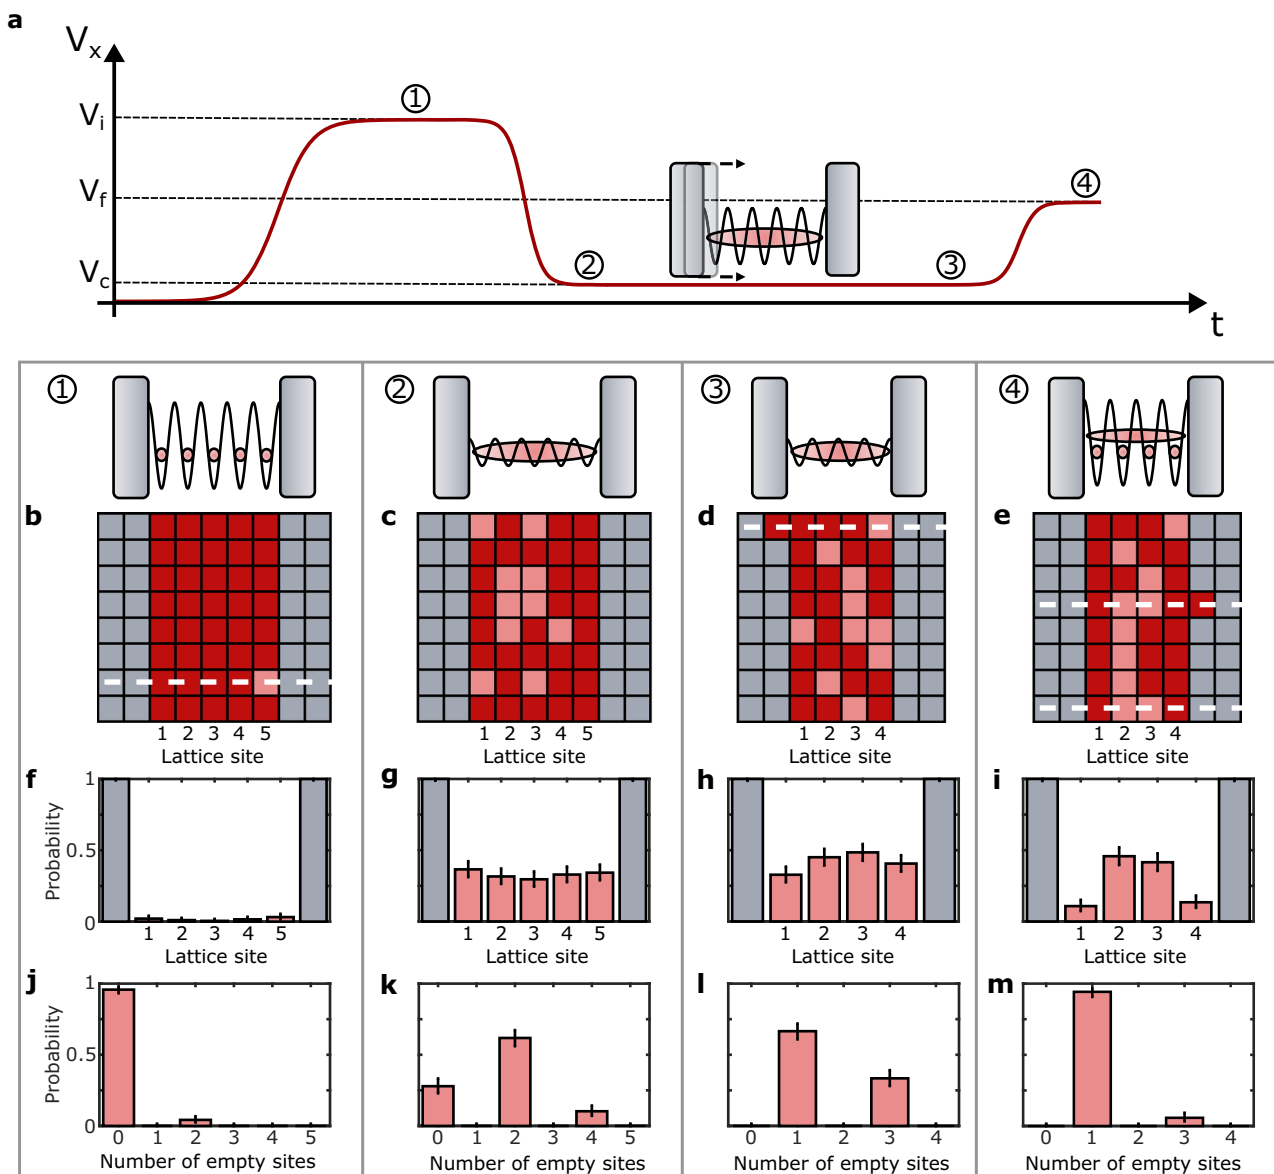 a
V_x
V_i
V_f
V_c
t
① ② ③ ④
① ② ③ ④
b c d e
1 2 3 4 5 1 2 3 4 5 1 2 3 4 1 2 3 4
Lattice site Lattice site Lattice site Lattice site
f g h i
Probability
1
0.5
0
1 2 3 4 5 1 2 3 4 5 1 2 3 4 1 2 3 4
Lattice site Lattice site Lattice site Lattice site
j k l m
Probability
1
0.5
0
0 1 2 3 4 5 0 1 2 3 4 5 0 1 2 3 4 0 1 2 3 4
Number of empty sites Number of empty sites Number of empty sites Number of empty sites